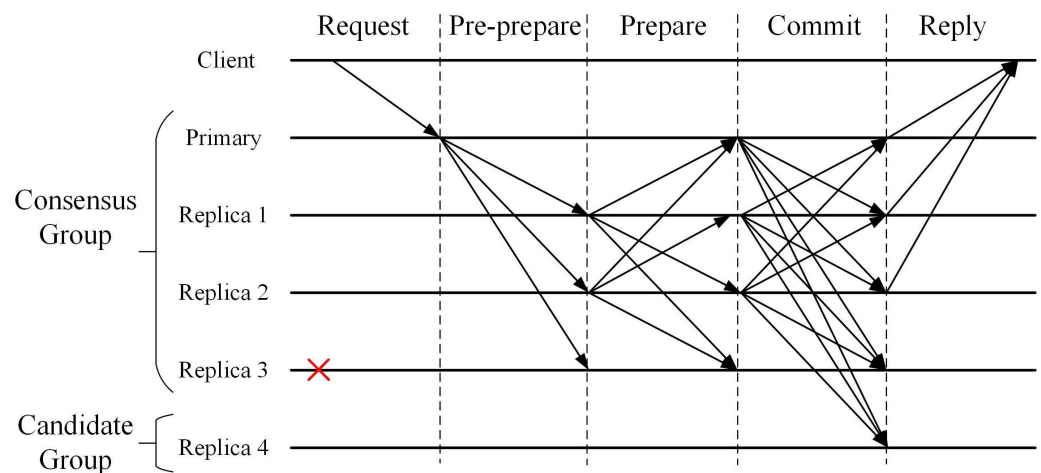 Request Pre-prepare Prepare Commit Reply
Client
Primary
Consensus
Group
Replica 1
Replica 2
Replica 3
Candidate
Group
Replica 4